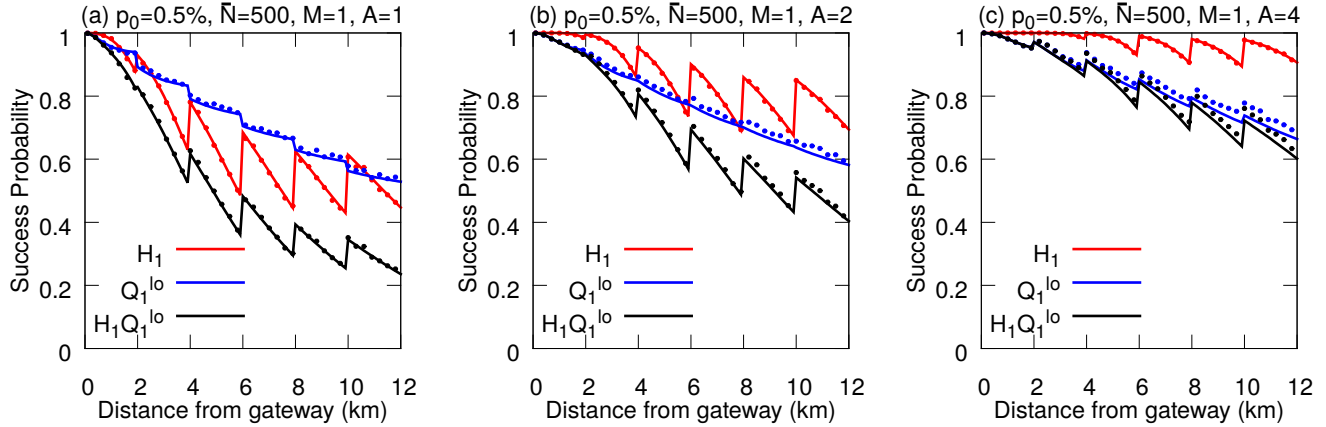 (a) p₀=0.5%, N̄=500, M=1, A=1
Success Probability
1
0.8
0.6
0.4
0.2
0
H₁
Q₁ˡᵒ
H₁Q₁ˡᵒ
0 2 4 6 8 10 12
Distance from gateway (km)
(b) p₀=0.5%, N̄=500, M=1, A=2
Success Probability
1
0.8
0.6
0.4
0.2
0
H₁
Q₁ˡᵒ
H₁Q₁ˡᵒ
0 2 4 6 8 10 12
Distance from gateway (km)
(c) p₀=0.5%, N̄=500, M=1, A=4
Success Probability
1
0.8
0.6
0.4
0.2
0
H₁
Q₁ˡᵒ
H₁Q₁ˡᵒ
0 2 4 6 8 10 12
Distance from gateway (km)